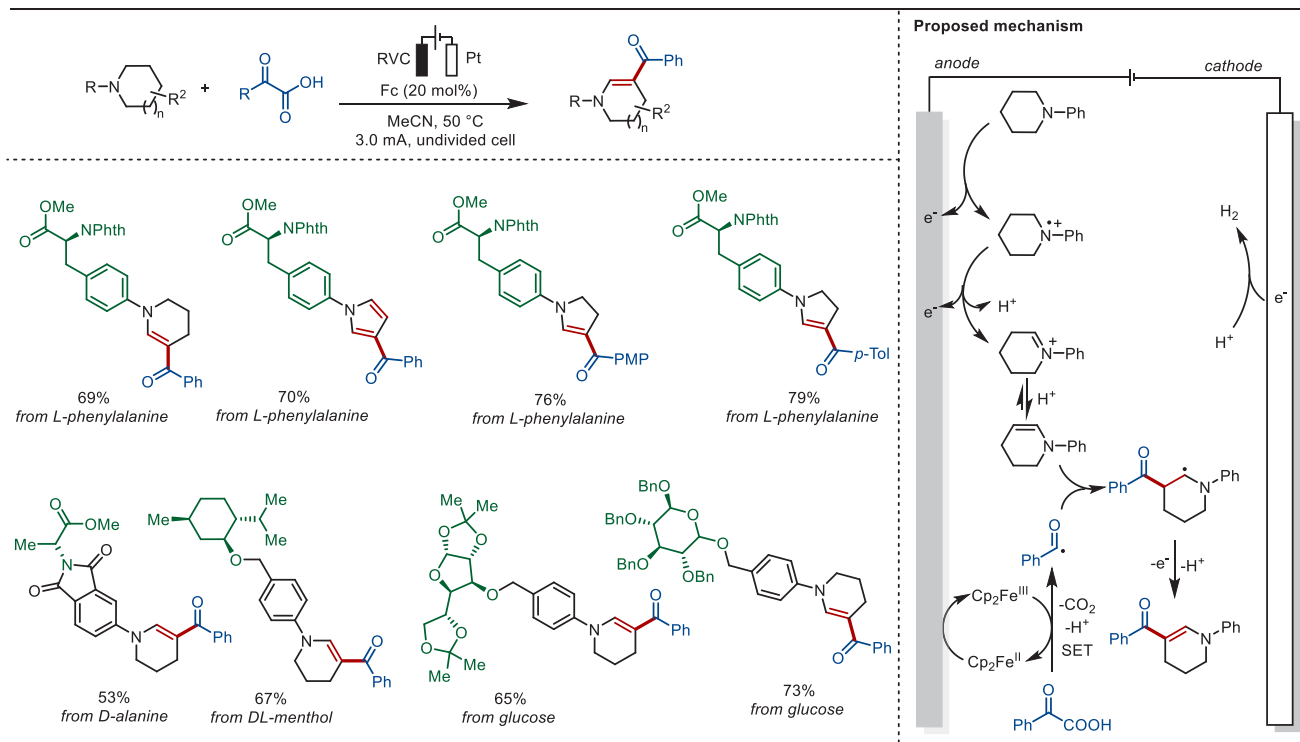 R
N
( )n
R2
+
R
O
OH
O
RVC
Pt
Fc (20 mol%)
MeCN, 50 °C
3.0 mA, undivided cell
O
Ph
R
N
( )n
R2
OMe
O
NPhth
N
O
Ph
69%
from L-phenylalanine
OMe
O
NPhth
N
O
Ph
70%
from L-phenylalanine
OMe
O
NPhth
N
O
PMP
76%
from L-phenylalanine
OMe
O
NPhth
N
O
p-Tol
79%
from L-phenylalanine
O
OMe
Me
O
N
O
N
O
Ph
53%
from D-alanine
Me
Me
Me
O
N
O
Ph
67%
from DL-menthol
Me
Me
O
O
O
O
O
O
Me
Me
N
O
Ph
65%
from glucose
BnO
O
BnO
BnO
OBn
O
N
O
Ph
73%
from glucose
Proposed mechanism
anode
cathode
N–Ph
e-
N–Ph
•+
e-
H+
N–Ph
+
H+
N–Ph
O
Ph
•
O
Ph
•
N
Ph
-e-
-H+
O
Ph
N
Ph
Cp2FeIII
Cp2FeII
-CO2
-H+
SET
O
Ph
COOH
H2
e-
H+